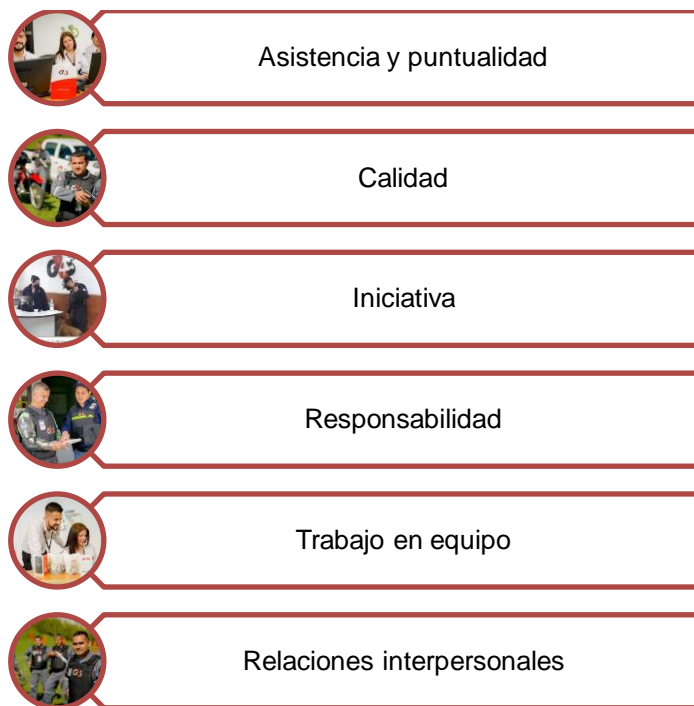 Asistencia y puntualidad
Calidad
Iniciativa
Responsabilidad
Trabajo en equipo
Relaciones interpersonales